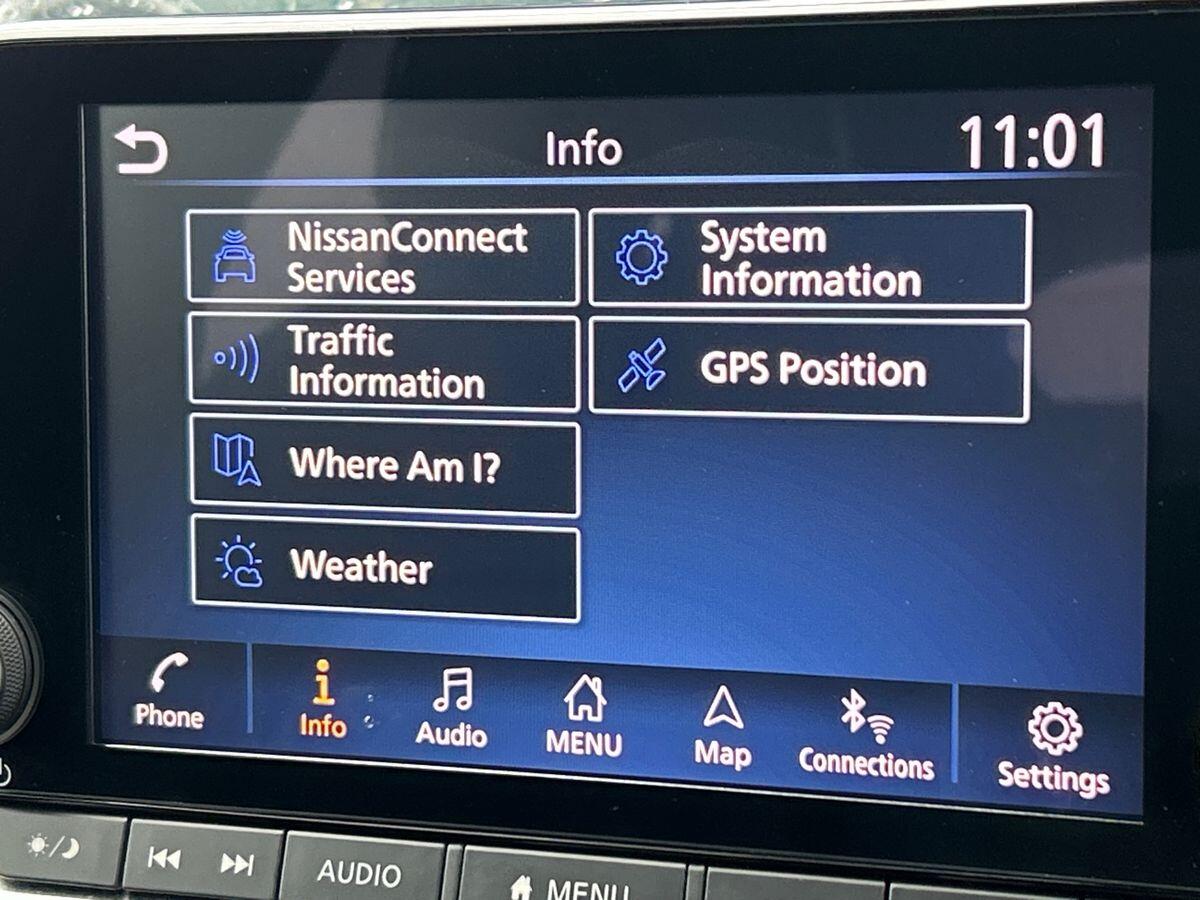 Info
11:01
NissanConnect
Services
System
Information
Traffic
Information
GPS Position
Where Am I?
Weather
Phone
Info
Audio
MENU
Map
Connections
Settings
AUDIO
MENU